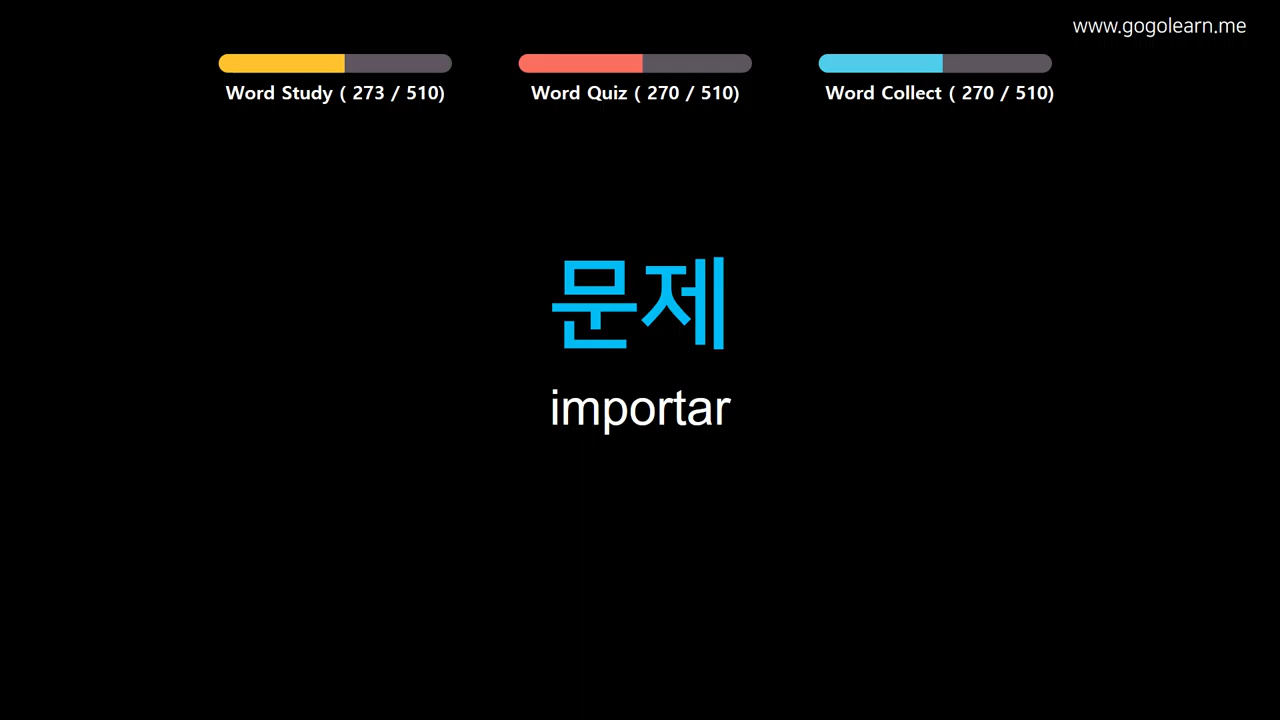 www.gogolearn.me
Word Study ( 273 / 510)
Word Quiz ( 270 / 510)
Word Collect ( 270 / 510)
문제
importar